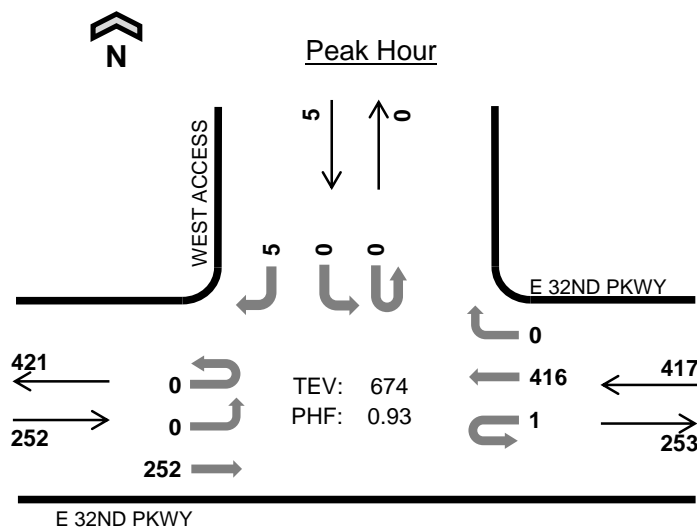 N
Peak Hour
5 0
WEST ACCESS
5 0 0
E 32ND PKWY
0
421
0 TEV: 674 416 417
0 PHF: 0.93 1
252 253
252
E 32ND PKWY